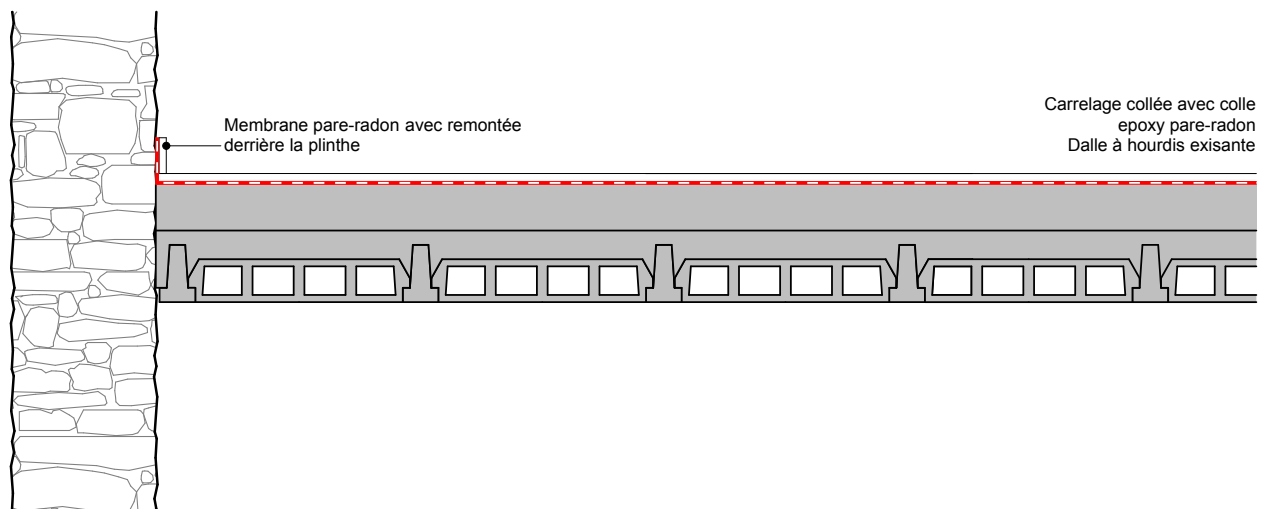 Membrane pare-radon avec remontée
derrière la plinthe
Carrelage collée avec colle
epoxy pare-radon
Dalle à hourdis exisante